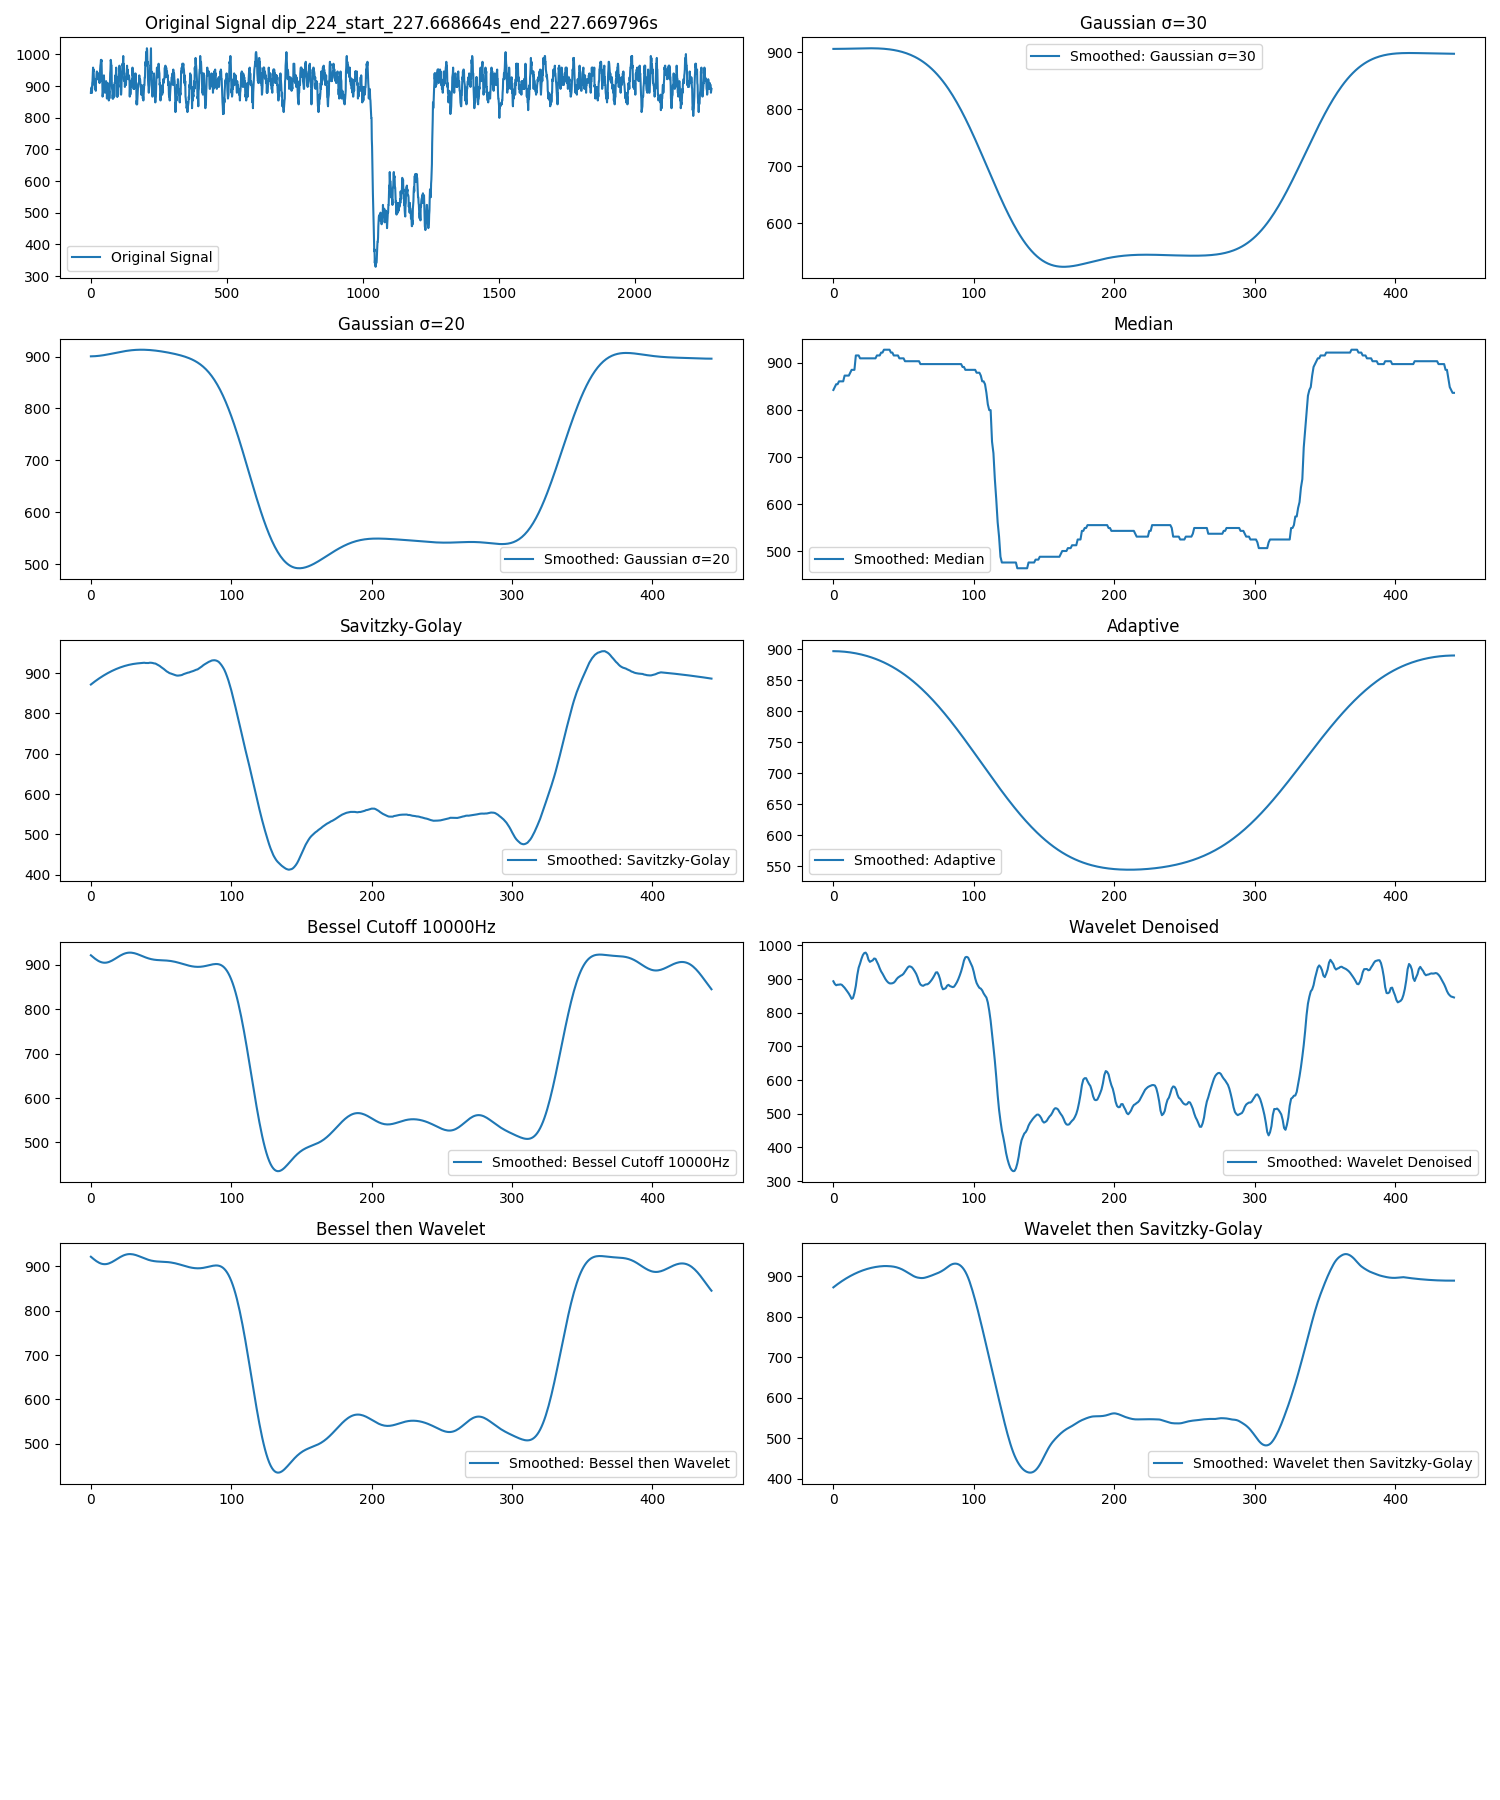 Original Signal dip_224_start_227.668664s_end_227.669796s
1000
900
800
700
600
500
400
300
Original Signal
0 500 1000 1500 2000
Gaussian σ=30
900
800
700
600
Smoothed: Gaussian σ=30
0 100 200 300 400
Gaussian σ=20
900
800
700
600
500
Smoothed: Gaussian σ=20
0 100 200 300 400
Median
900
800
700
600
500
Smoothed: Median
0 100 200 300 400
Savitzky-Golay
900
800
700
600
500
400
Smoothed: Savitzky-Golay
0 100 200 300 400
Adaptive
900
850
800
750
700
650
600
550
Smoothed: Adaptive
0 100 200 300 400
Bessel Cutoff 10000Hz
900
800
700
600
500
Smoothed: Bessel Cutoff 10000Hz
0 100 200 300 400
Wavelet Denoised
1000
900
800
700
600
500
400
300
Smoothed: Wavelet Denoised
0 100 200 300 400
Bessel then Wavelet
900
800
700
600
500
Smoothed: Bessel then Wavelet
0 100 200 300 400
Wavelet then Savitzky-Golay
900
800
700
600
500
400
Smoothed: Wavelet then Savitzky-Golay
0 100 200 300 400